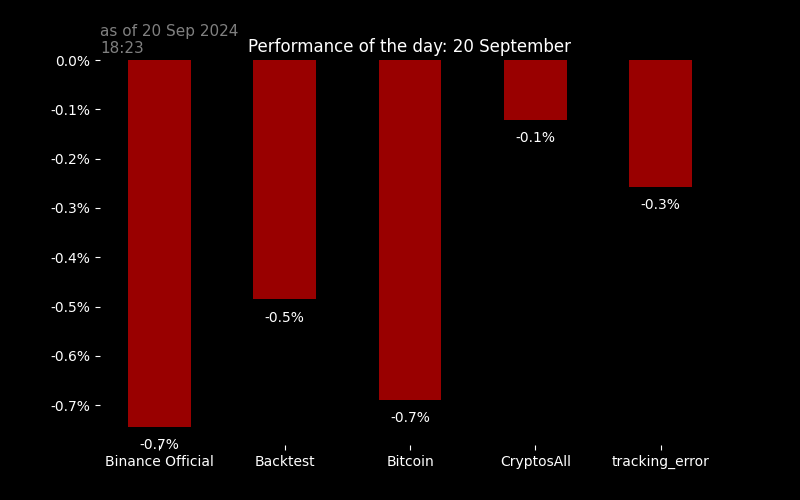 as of 20 Sep 2024
18:23
Performance of the day: 20 September
0.0%
-0.1%
-0.2%
-0.3%
-0.4%
-0.5%
-0.6%
-0.7%
-0.7%
-0.5%
-0.7%
-0.1%
-0.3%
Binance Official
Backtest
Bitcoin
CryptosAll
tracking_error